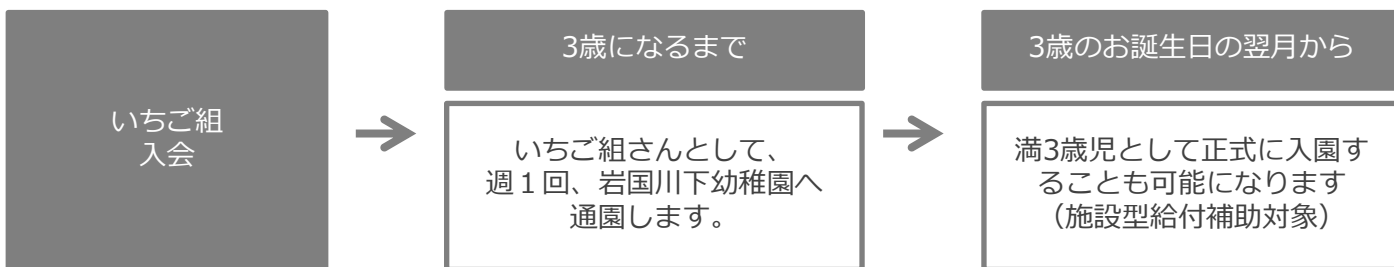 いちご組
入会
3歳になるまで
いちご組さんとして、
週１回、岩国川下幼稚園へ
通園します。
3歳のお誕生日の翌月から
満3歳児として正式に入園す
ることも可能になります
（施設型給付補助対象）